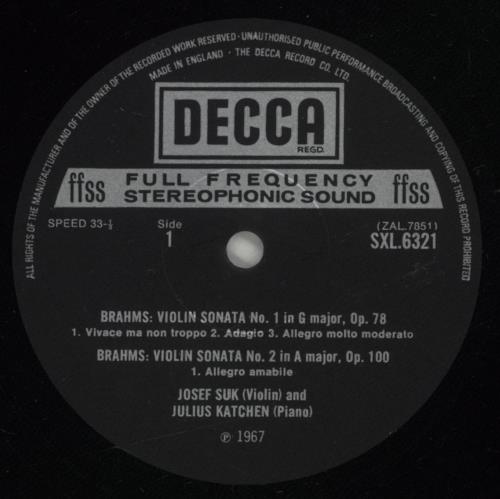 ALL RIGHTS OF THE MANUFACTURER AND OF THE OWNER OF THE RECORDED WORK RESERVED · UNAUTHORISED PUBLIC PERFORMANCE BROADCASTING AND COPYING OF THIS RECORD PROHIBITED
MADE IN ENGLAND · THE DECCA RECORD CO. LTD.
DECCA
REGD.
ffss FULL FREQUENCY ffss
STEREOPHONIC SOUND
SPEED 33-⅓ Side (ZAL.7851)
1 SXL.6321
BRAHMS: VIOLIN SONATA No. 1 in G major, Op. 78
1. Vivace ma non troppo 2. Adagio 3. Allegro molto moderato
BRAHMS: VIOLIN SONATA No. 2 in A major, Op. 100
1. Allegro amabile
JOSEF SUK (Violin) and
JULIUS KATCHEN (Piano)
℗ 1967